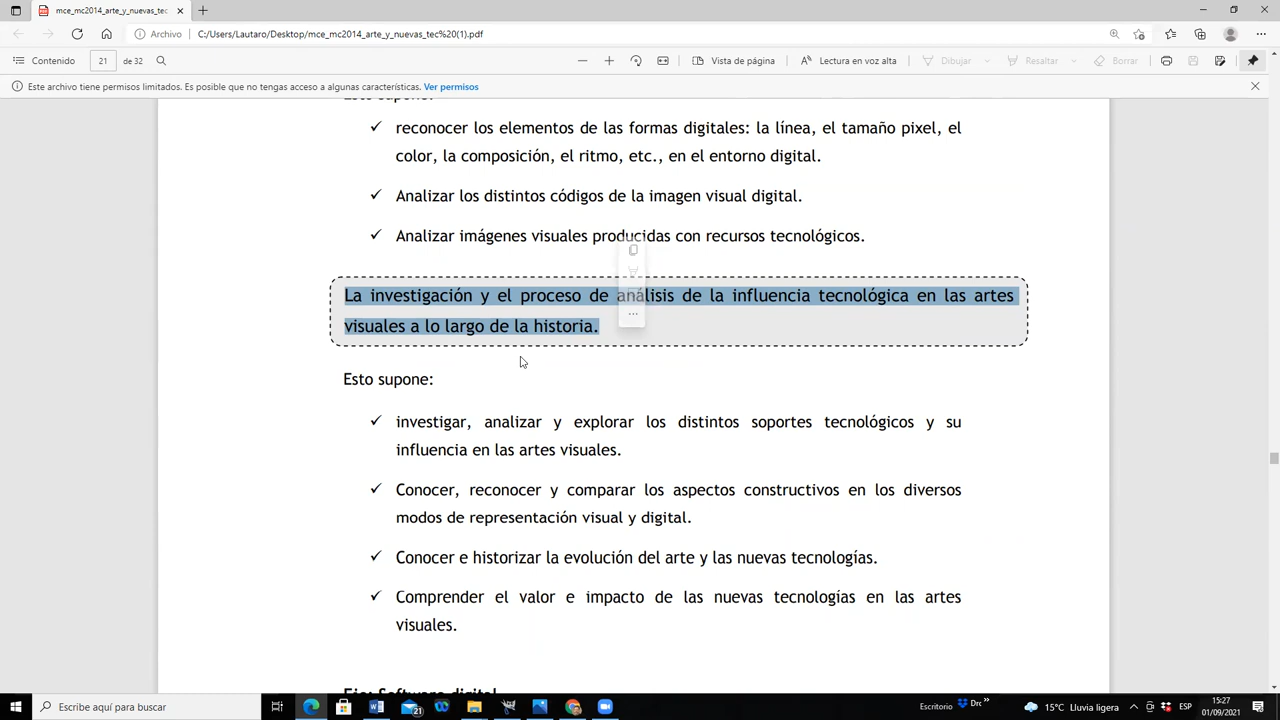 mce_mc2014_arte_y_nuevas_tec
Archivo C:/Users/Lautaro/Desktop/mce_mc2014_arte_y_nuevas_tec%20(1).pdf
Contenido 21 de 32 Vista de página Lectura en voz alta Dibujar Resaltar Borrar
Este archivo tiene permisos limitados. Es posible que no tengas acceso a algunas características. Ver permisos
Esto supone:
reconocer los elementos de las formas digitales: la línea, el tamaño pixel, el
color, la composición, el ritmo, etc., en el entorno digital.
Analizar los distintos códigos de la imagen visual digital.
Analizar imágenes visuales producidas con recursos tecnológicos.
La investigación y el proceso de análisis de la influencia tecnológica en las artes
visuales a lo largo de la historia.
Esto supone:
investigar, analizar y explorar los distintos soportes tecnológicos y su
influencia en las artes visuales.
Conocer, reconocer y comparar los aspectos constructivos en los diversos
modos de representación visual y digital.
Conocer e historizar la evolución del arte y las nuevas tecnologías.
Comprender el valor e impacto de las nuevas tecnologías en las artes
visuales.
Eje: Software digital
Escribe aquí para buscar 21 Escritorio Drc 15°C Lluvia ligera ESP 15:27
01/09/2021